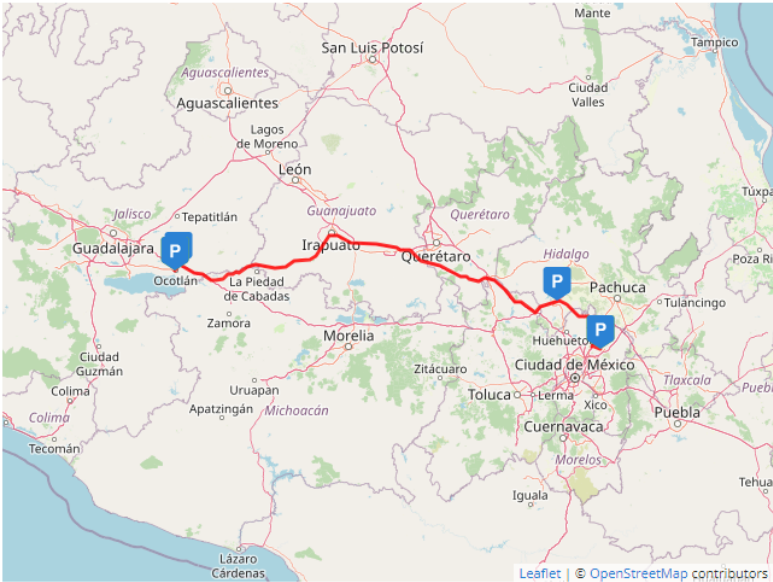 Mante
San Luis Potosí
Tampico
Aguascalientes
Aguascalientes
Ciudad
Valles
Lagos
de Moreno
León
Jalisco
Tepatitlán
Guanajuato
Querétaro
Guadalajara
P
Irapuato
Querétaro
Hidalgo
Poza Ri
Ocotlán
La Piedad
de Cabadas
P
Pachuca
Tulancingo
Zamora
Morelia
Huehueto
P
Ciudad
Guzmán
Zitácuaro
Ciudad de México
Colima
Uruapan
Toluca
Lerma
Xico
Tlaxcala
Pueb
Colima
Apatzingán
Michoacán
Puebla
Tecomán
Cuernavaca
Morelos
Iguala
Tehua
Lázaro
Cárdenas
Leaflet | © OpenStreetMap contributors